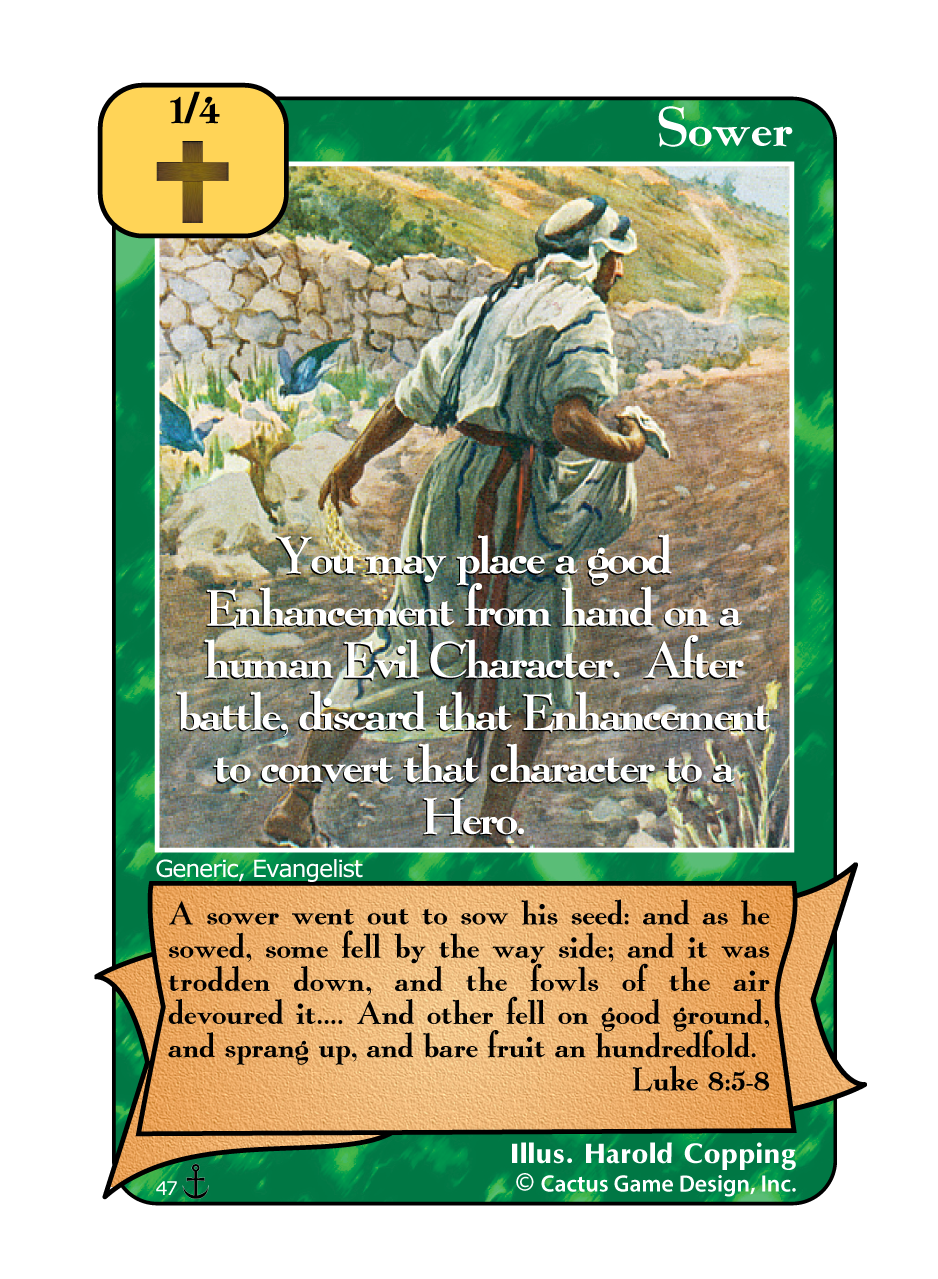 1/4
Sower
You may place a good
Enhancement from hand on a
human Evil Character. After
battle, discard that Enhancement
to convert that character to a
Hero.
Generic, Evangelist
A sower went out to sow his seed: and as he
sowed, some fell by the way side; and it was
trodden down, and the fowls of the air
devoured it.... And other fell on good ground,
and sprang up, and bare fruit an hundredfold.
Luke 8:5-8
Illus. Harold Copping
47
© Cactus Game Design, Inc.